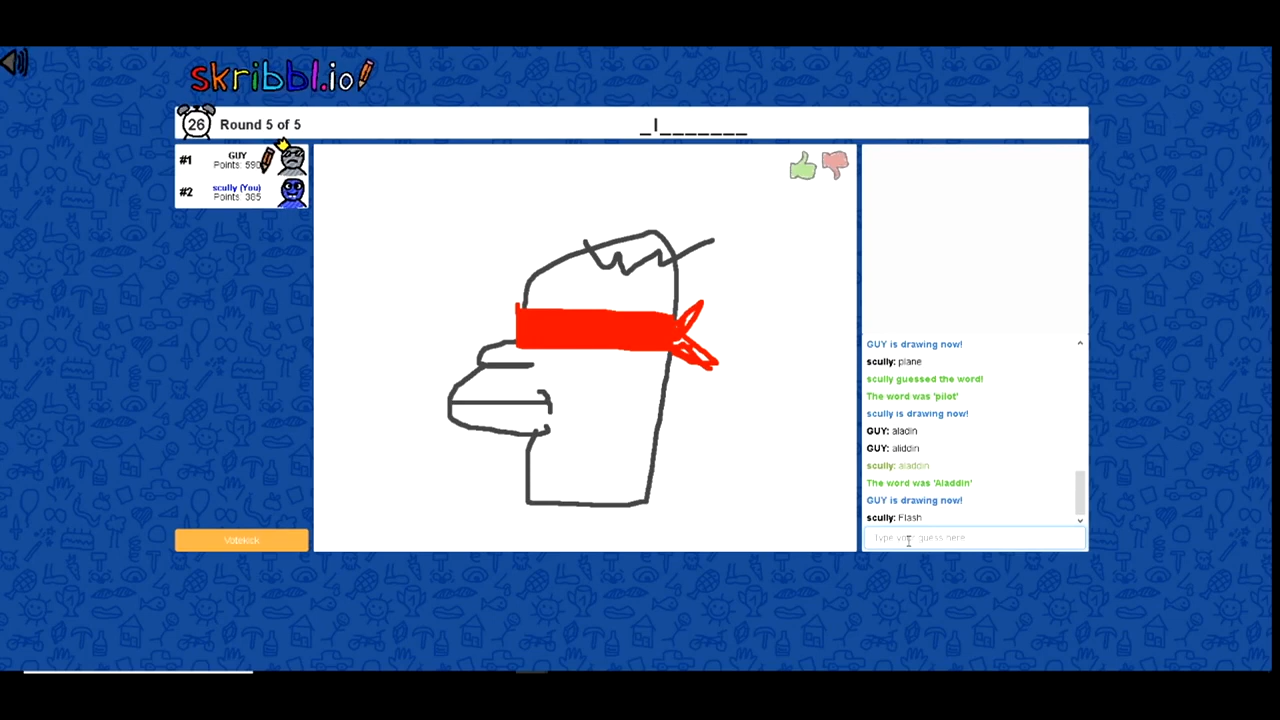 skribbl.io
26
Round 5 of 5
_l_______
#1
GUY
Points: 590
#2
scully (You)
Points: 385
Votekick
GUY is drawing now!
scully: plane
scully guessed the word!
The word was 'pilot'
scully is drawing now!
GUY: aladin
GUY: aliddin
scully: aladdin
The word was 'Aladdin'
GUY is drawing now!
scully: Flash
Type your guess here